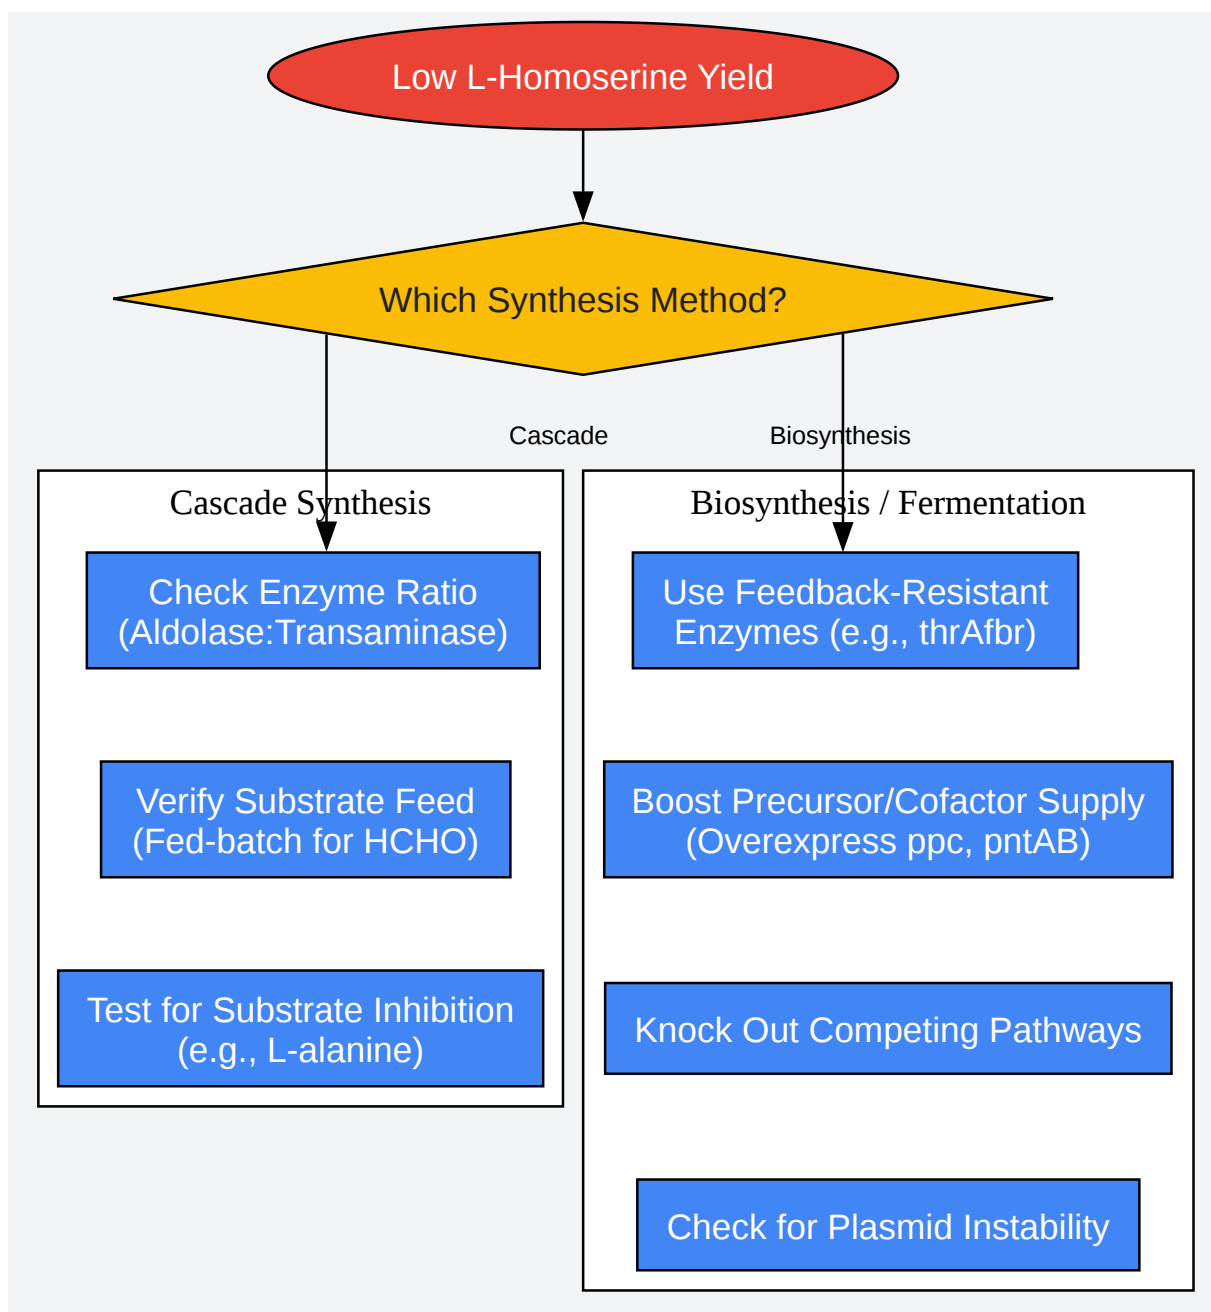 Low L-Homoserine Yield
Which Synthesis Method?
Cascade
Biosynthesis
Cascade Synthesis
Check Enzyme Ratio
(Aldolase:Transaminase)
Verify Substrate Feed
(Fed-batch for HCHO)
Test for Substrate Inhibition
(e.g., L-alanine)
Biosynthesis / Fermentation
Use Feedback-Resistant
Enzymes (e.g., thrAfbr)
Boost Precursor/Cofactor Supply
(Overexpress ppc, pntAB)
Knock Out Competing Pathways
Check for Plasmid Instability